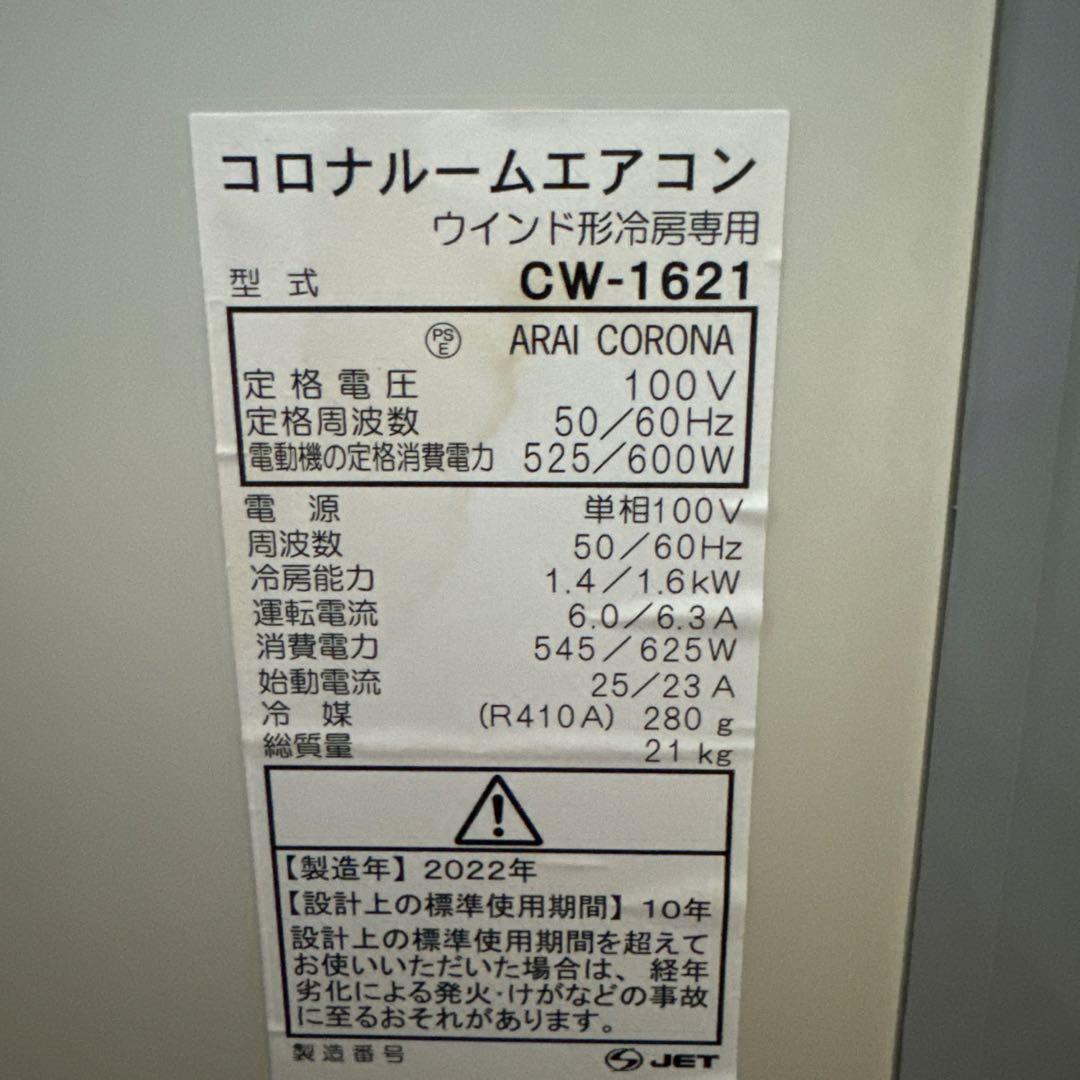 コロナルームエアコン
ウインド形冷房専用
型式 CW-1621
PSE ARAI CORONA
定格電圧 100V
定格周波数 50/60Hz
電動機の定格消費電力 525/600W
電源 単相100V
周波数 50/60Hz
冷房能力 1.4/1.6kW
運転電流 6.0/6.3A
消費電力 545/625W
始動電流 25/23A
冷媒 (R410A) 280g
総質量 21kg
【製造年】2022年
【設計上の標準使用期間】10年
設計上の標準使用期間を超えて
お使いいただいた場合は、経年
劣化による発火・けがなどの事故
に至るおそれがあります。
製造番号 JET